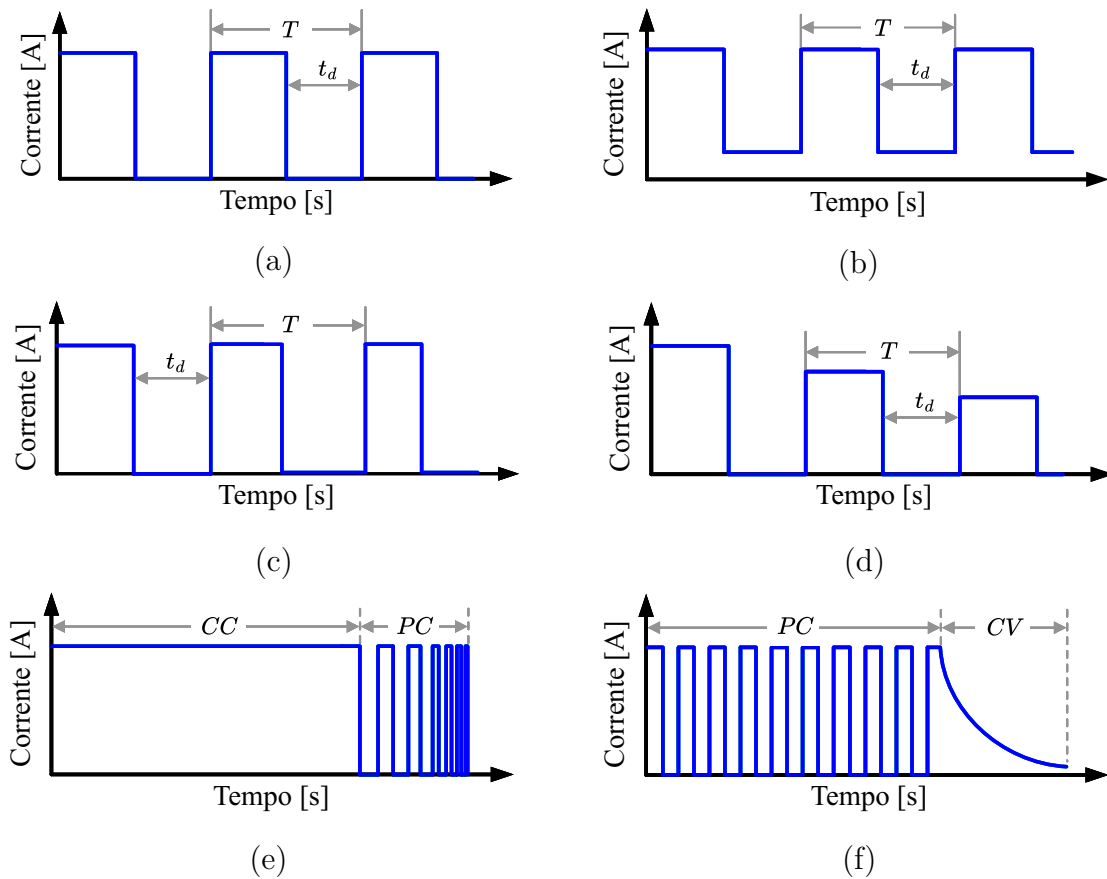 Corrente [A]
T
t_d
Tempo [s]
(a)
Corrente [A]
T
t_d
Tempo [s]
(b)
Corrente [A]
T
t_d
Tempo [s]
(c)
Corrente [A]
T
t_d
Tempo [s]
(d)
Corrente [A]
CC
PC
Tempo [s]
(e)
Corrente [A]
PC
CV
Tempo [s]
(f)